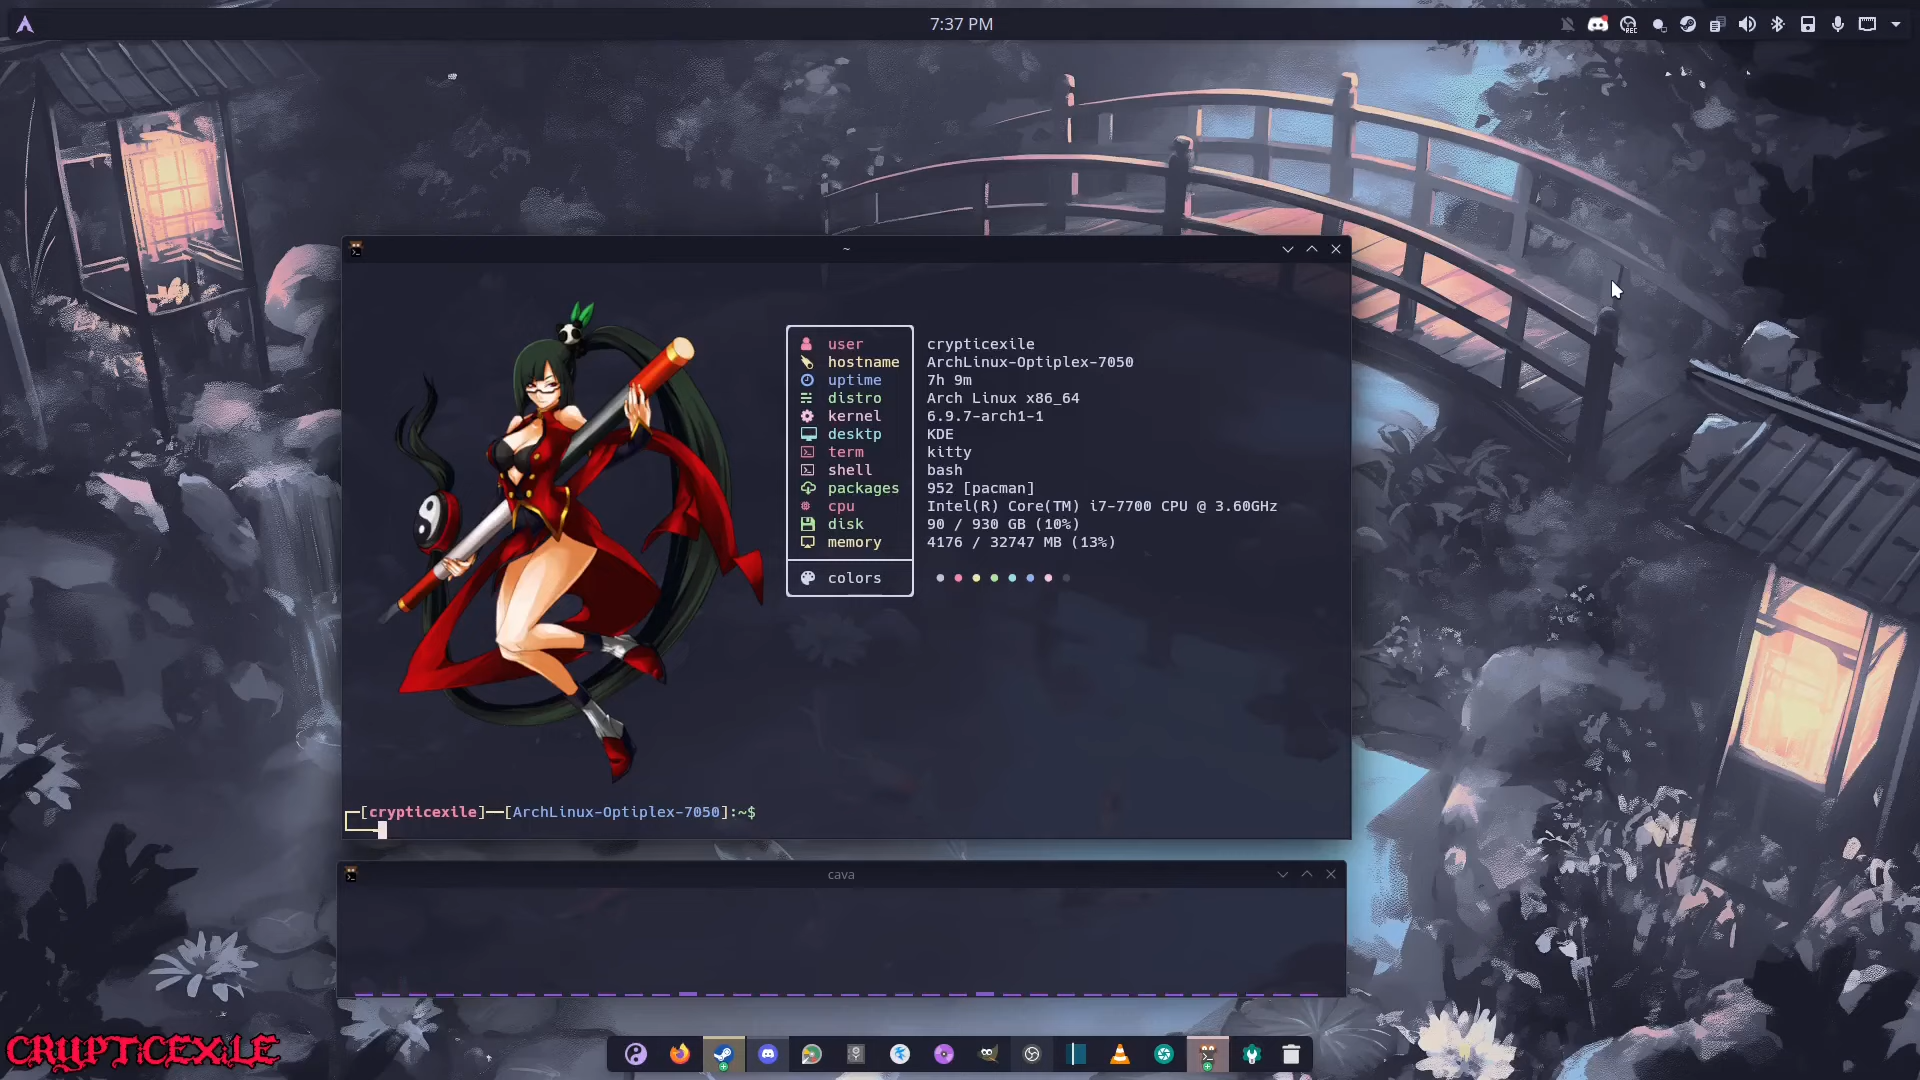 7:37 PM
REC
~
user crypticexile
hostname ArchLinux-Optiplex-7050
uptime 7h 9m
distro Arch Linux x86_64
kernel 6.9.7-arch1-1
desktp KDE
term kitty
shell bash
packages 952 [pacman]
cpu Intel(R) Core(TM) i7-7700 CPU @ 3.60GHz
disk 90 / 930 GB (10%)
memory 4176 / 32747 MB (13%)
colors
[crypticexile]—[ArchLinux-Optiplex-7050]:~$
cava
CRYPTICEXILE